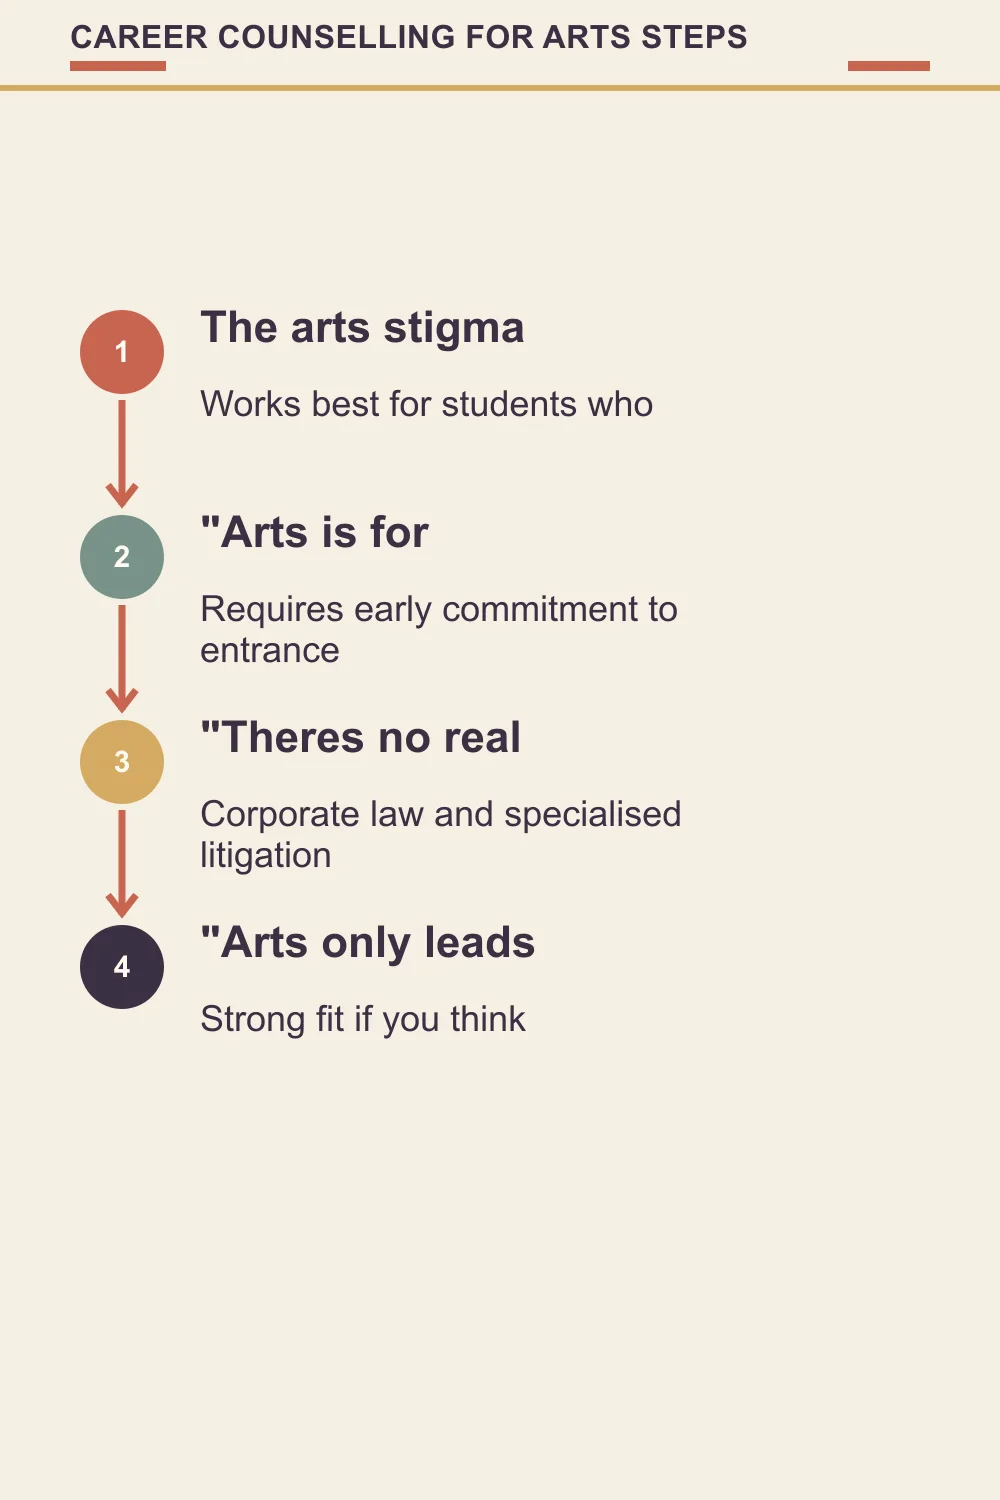 CAREER COUNSELLING FOR ARTS STEPS
1
The arts stigma
Works best for students who
2
"Arts is for
Requires early commitment to
entrance
3
"Theres no real
Corporate law and specialised
litigation
4
"Arts only leads
Strong fit if you think